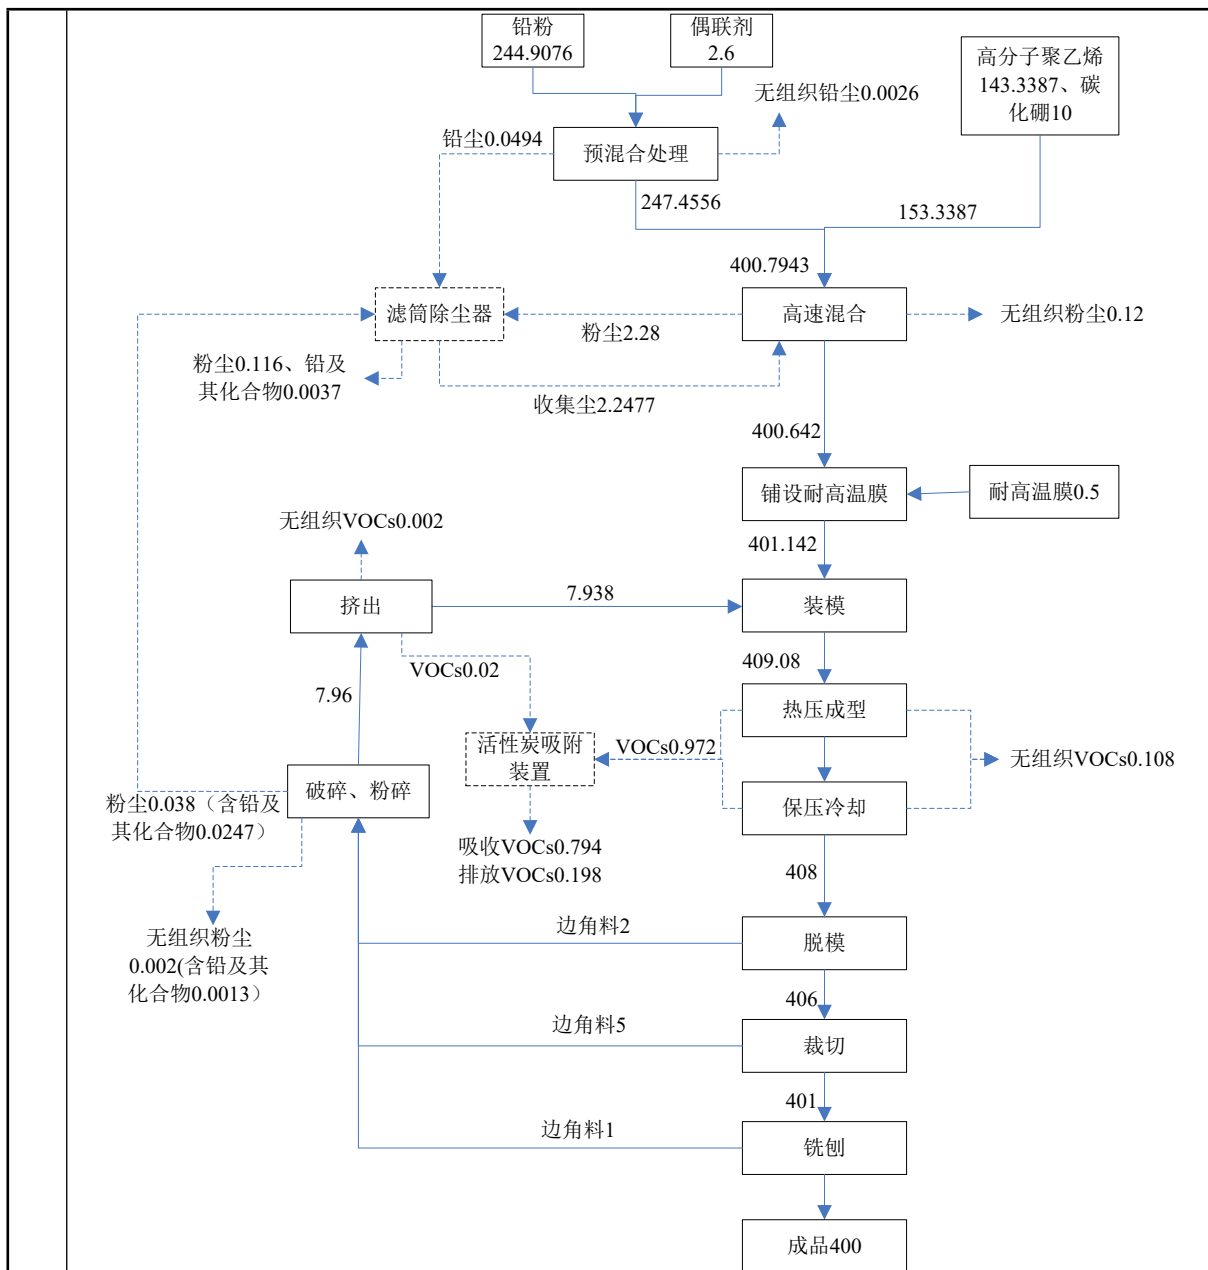 铅粉
244.9076
偶联剂
2.6
高分子聚乙烯
143.3387、碳
化硼10
无组织铅尘0.0026
铅尘0.0494
预混合处理
247.4556
153.3387
400.7943
滤筒除尘器
粉尘2.28
高速混合
无组织粉尘0.12
粉尘0.116、铅及
其化合物0.0037
收集尘2.2477
400.642
铺设耐高温膜
耐高温膜0.5
无组织VOCs0.002
401.142
挤出
7.938
装模
VOCs0.02
409.08
7.96
热压成型
活性炭吸附
装置
VOCs0.972
无组织VOCs0.108
破碎、粉碎
粉尘0.038（含铅及
其化合物0.0247）
保压冷却
吸收VOCs0.794
排放VOCs0.198
408
无组织粉尘
0.002(含铅及其
化合物0.0013）
边角料2
脱模
406
边角料5
裁切
401
边角料1
铣刨
成品400